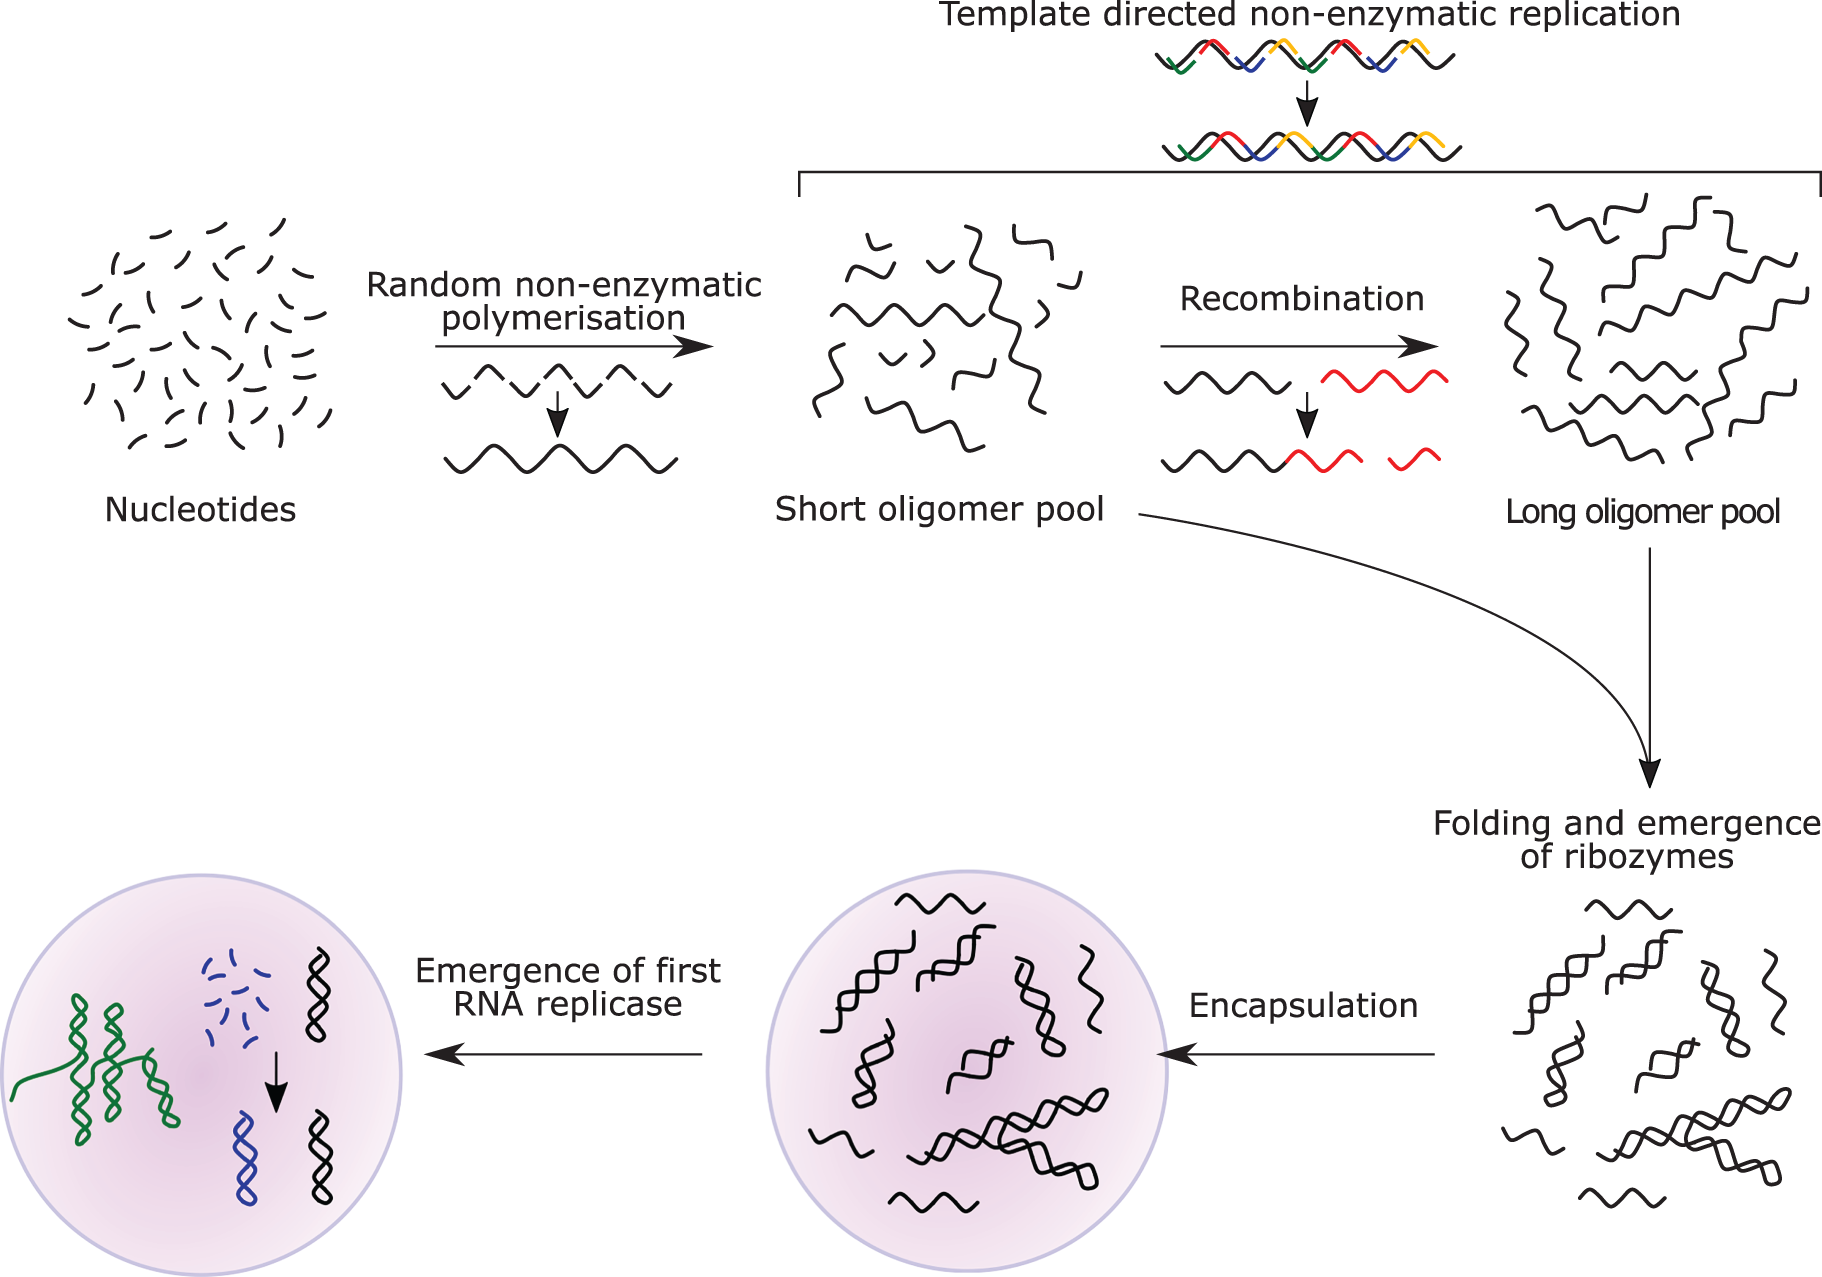 Template directed non-enzymatic replication
Random non-enzymatic
polymerisation
Recombination
Nucleotides
Short oligomer pool
Long oligomer pool
Folding and emergence
of ribozymes
Encapsulation
Emergence of first
RNA replicase